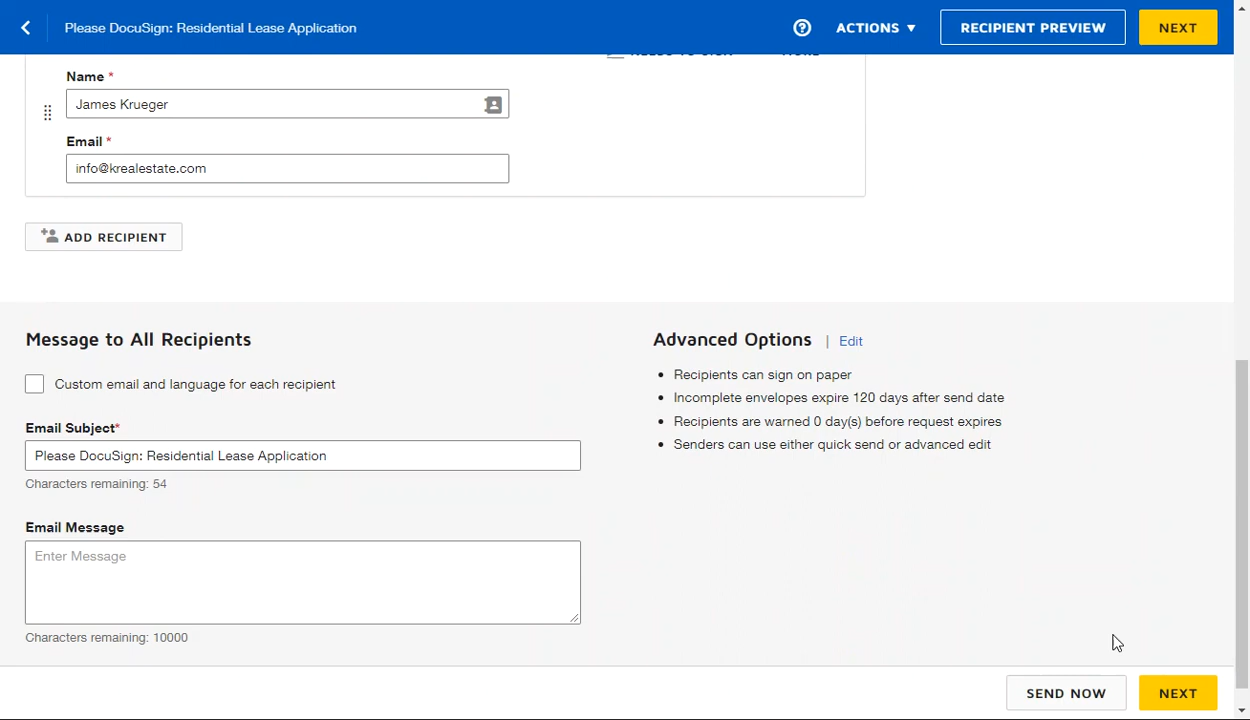 Please DocuSign: Residential Lease Application
ACTIONS ▼
RECIPIENT PREVIEW
NEXT
NEEDS TO SIGN
MORE
Name *
James Krueger
Email *
info@krealestate.com
ADD RECIPIENT
Message to All Recipients
Custom email and language for each recipient
Email Subject*
Please DocuSign: Residential Lease Application
Characters remaining: 54
Email Message
Enter Message
Characters remaining: 10000
Advanced Options | Edit
• Recipients can sign on paper
• Incomplete envelopes expire 120 days after send date
• Recipients are warned 0 day(s) before request expires
• Senders can use either quick send or advanced edit
SEND NOW
NEXT